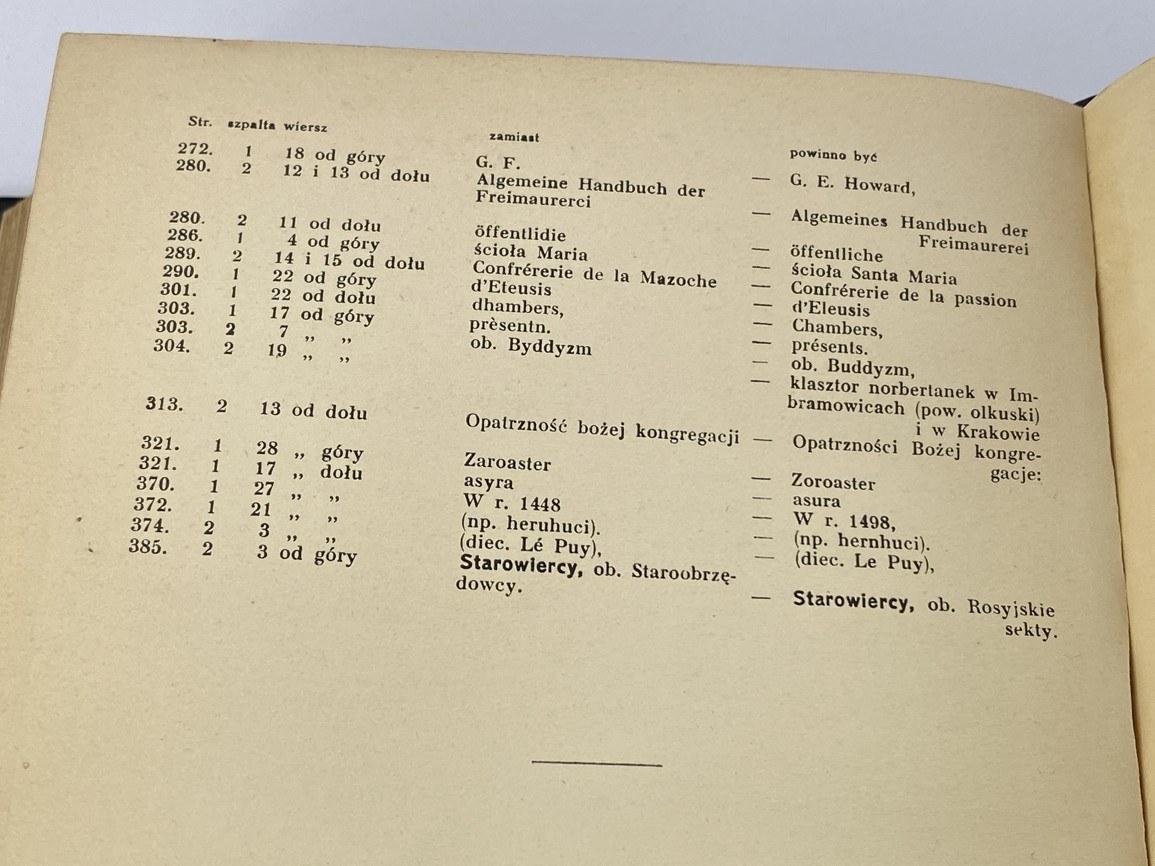 Str. szpalta wiersz zamiast powinno być
272. 1 18 od góry G. F. — G. E. Howard,
280. 2 12 i 13 od dołu Algemeine Handbuch der — Algemeines Handbuch der
Freimaurerci Freimaurerei
280. 2 11 od dołu öffentlidie — öffentliche
286. 1 4 od góry ścioła Maria — ścioła Santa Maria
289. 2 14 i 15 od dołu Confrérerie de la Mazoche — Confrérerie de la passion
290. 1 22 od góry d'Eteusis — d'Eleusis
301. 1 22 od dołu dhambers, — Chambers,
303. 1 17 od góry prèsentn. — présents.
303. 2 7 ,, ,, ob. Byddyzm — ob. Buddyzm,
304. 2 19 ,, ,, — klasztor norbertanek w Im-
bramowicach (pow. olkuski)
i w Krakowie
313. 2 13 od dołu Opatrzność bożej kongregacji — Opatrzności Bożej kongre-
gacje:
321. 1 28 ,, góry Zaroaster — Zoroaster
321. 1 17 ,, dołu asyra — asura
370. 1 27 ,, ,, W r. 1448 — W r. 1498,
372. 1 21 ,, ,, (np. heruhuci). — (np. hernhuci).
374. 2 3 ,, ,, (diec. Lé Puy), — (diec. Le Puy),
385. 2 3 od góry Starowiercy, ob. Staroobrzę- — Starowiercy, ob. Rosyjskie
dowcy. sekty.